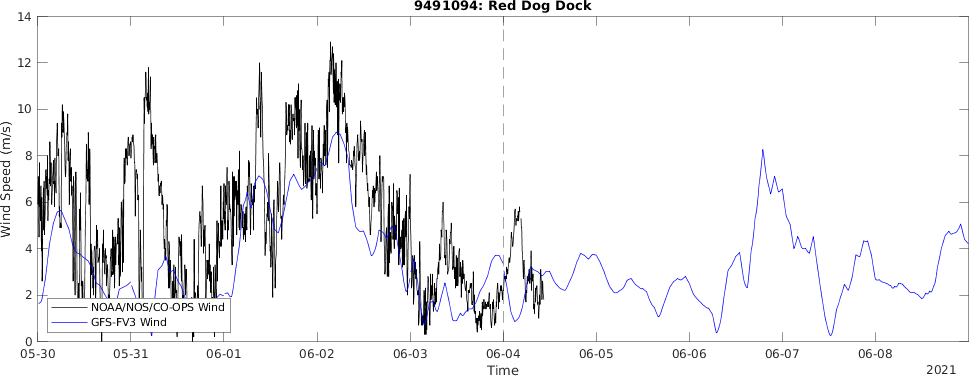 9491094: Red Dog Dock
Wind Speed (m/s)
14
12
10
8
6
4
2
0
NOAA/NOS/CO-OPS Wind
GFS-FV3 Wind
05-30 05-31 06-01 06-02 06-03 06-04 06-05 06-06 06-07 06-08
Time
2021